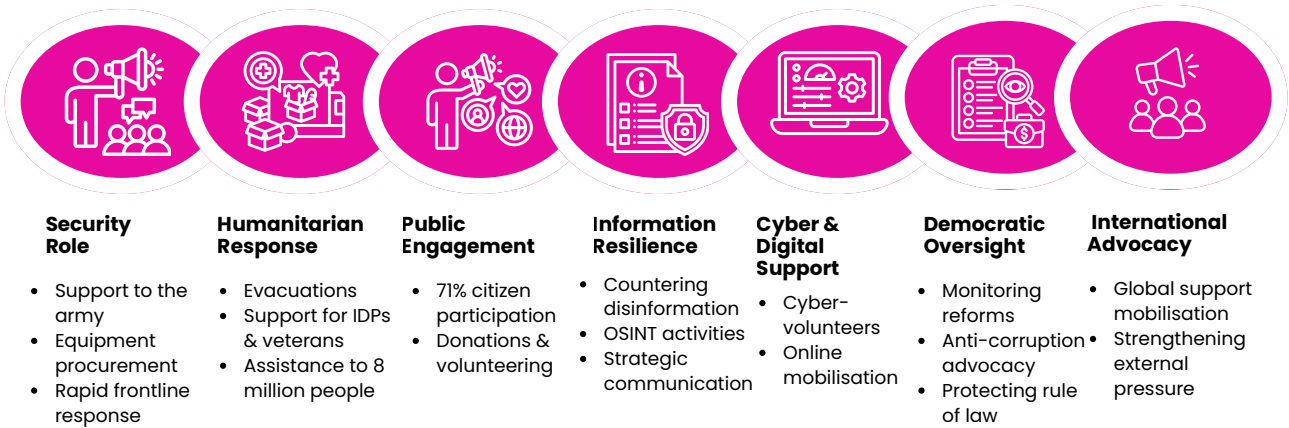 Security
Role
• Support to the
army
• Equipment
procurement
• Rapid frontline
response
Humanitarian
Response
• Evacuations
• Support for IDPs
& veterans
• Assistance to 8
million people
Public
Engagement
• 71% citizen
participation
• Donations &
volunteering
Information
Resilience
• Countering
disinformation
• OSINT activities
• Strategic
communication
Cyber &
Digital
Support
• Cyber-
volunteers
• Online
mobilisation
Democratic
Oversight
• Monitoring
reforms
• Anti-corruption
advocacy
• Protecting rule
of law
International
Advocacy
• Global support
mobilisation
• Strengthening
external
pressure